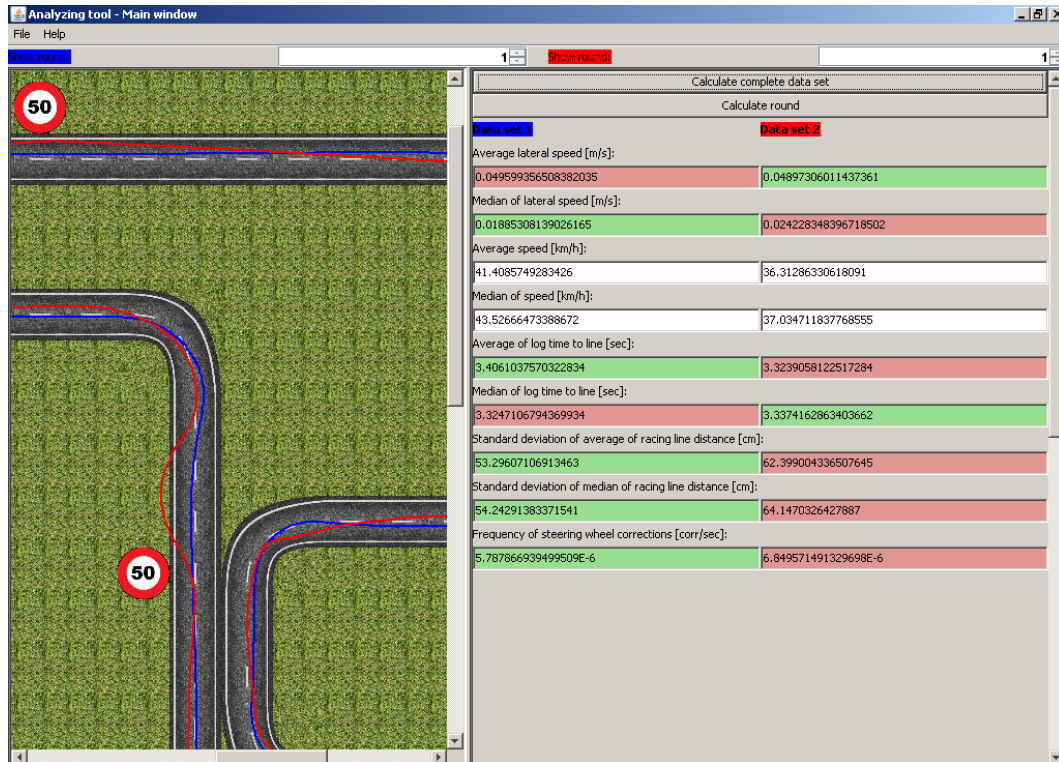 Analyzing tool - Main window
File Help
Show round: 1 Show round: 1
50
50
Calculate complete data set
Calculate round
Data set 1 Data set 2
Average lateral speed [m/s]:
0.049599356508382035 0.04897306011437361
Median of lateral speed [m/s]:
0.01885308139026165 0.024228348396718502
Average speed [km/h]:
41.4085749283426 36.31286330618091
Median of speed [km/h]:
43.52666473388672 37.034711837768555
Average of log time to line [sec]:
3.4061037570322834 3.3239058122517284
Median of log time to line [sec]:
3.3247106794369934 3.3374162863403662
Standard deviation of average of racing line distance [cm]:
53.29607106913463 62.399004336507645
Standard deviation of median of racing line distance [cm]:
54.24291383371541 64.1470326427887
Frequency of steering wheel corrections [corr/sec]:
5.787866939499509E-6 6.849571491329698E-6